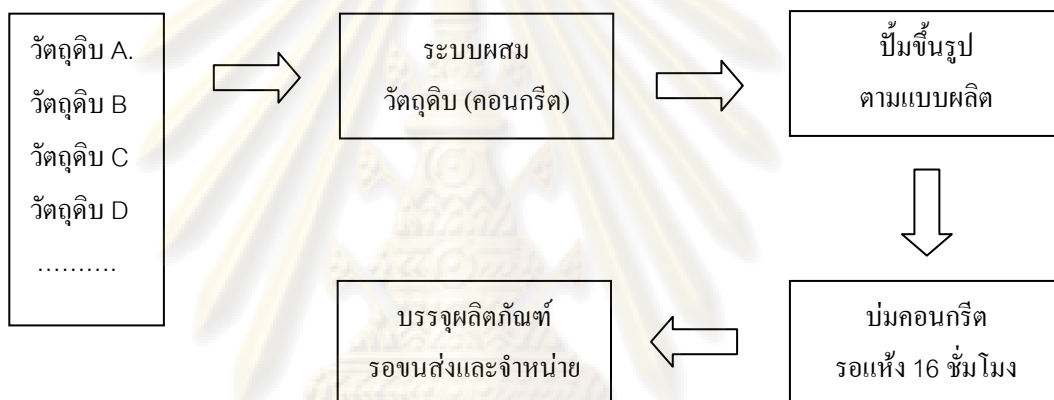 วัตถุดิบ A.
วัตถุดิบ B
วัตถุดิบ C
วัตถุดิบ D
..........
ระบบผสม
วัตถุดิบ (คอนกรีต)
ปั้มขึ้นรูป
ตามแบบผลิต
บ่มคอนกรีต
รอแห้ง 16 ชั่มโมง
บรรจุผลิตภัณฑ์
รอขนส่งและจำหน่าย